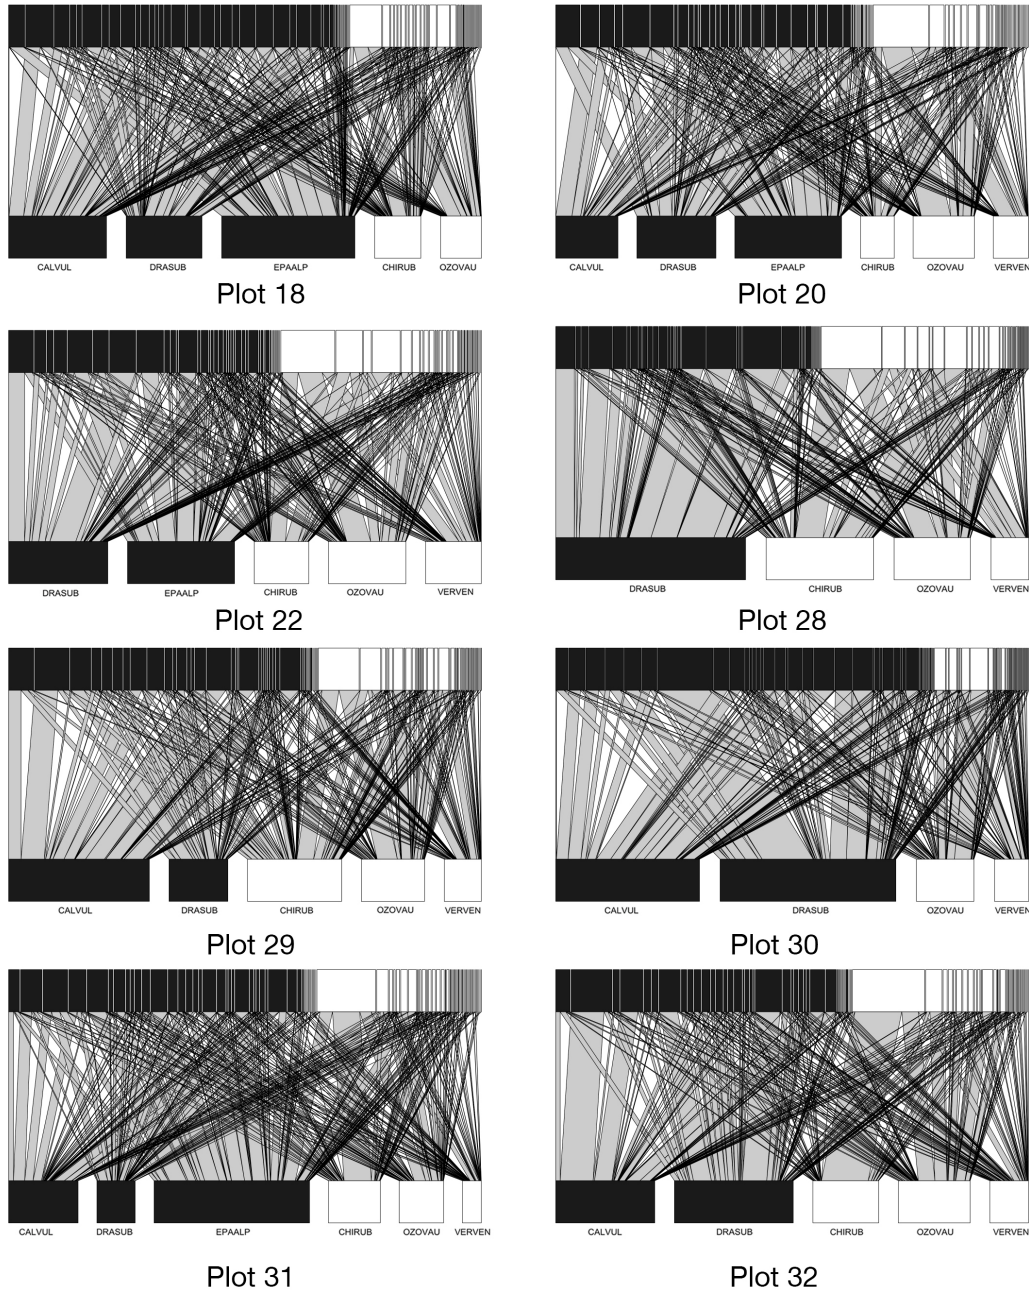 CALVUL DRASUB EPAALP CHIRUB OZOVAU
Plot 18
CALVUL DRASUB EPAALP CHIRUB OZOVAU VERVEN
Plot 20
DRASUB EPAALP CHIRUB OZOVAU VERVEN
Plot 22
DRASUB CHIRUB OZOVAU VERVEN
Plot 28
CALVUL DRASUB CHIRUB OZOVAU VERVEN
Plot 29
CALVUL DRASUB OZOVAU VERVEN
Plot 30
CALVUL DRASUB EPAALP CHIRUB OZOVAU VERVEN
Plot 31
CALVUL DRASUB CHIRUB OZOVAU VERVEN
Plot 32